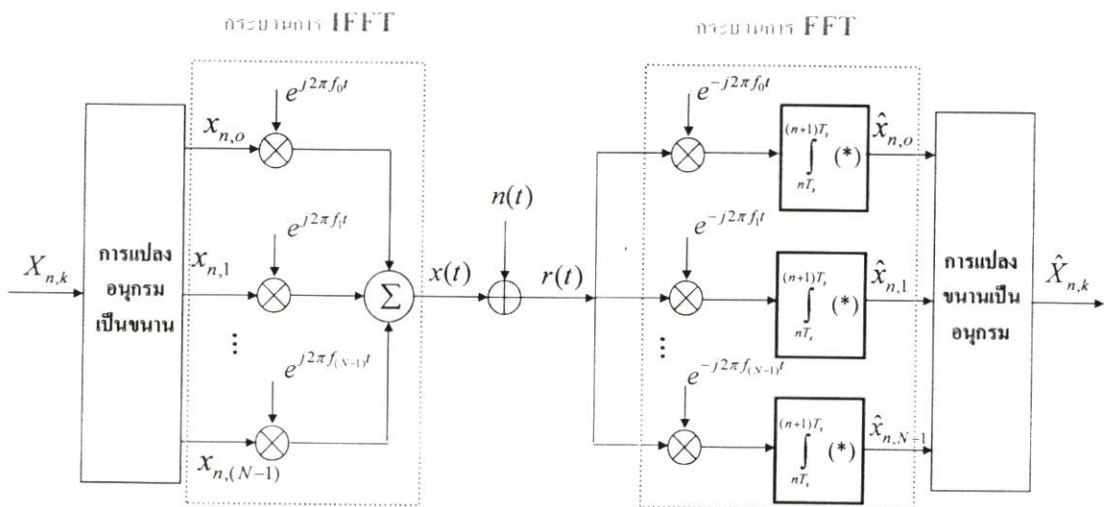 กระบวนการ IFFT
กระบวนการ FFT
e^{j2πf_0t}
e^{-j2πf_0t}
x_{n,o}
∫_{nT_s}^{(n+1)T_s} (*)
x̂_{n,o}
n(t)
e^{j2πf_1t}
e^{-j2πf_1t}
X_{n,k}
การแปลง
อนุกรม
เป็นขนาน
x_{n,1}
Σ
x(t)
r(t)
∫_{nT_s}^{(n+1)T_s} (*)
x̂_{n,1}
การแปลง
ขนานเป็น
อนุกรม
X̂_{n,k}
⋮
⋮
e^{j2πf_{(N-1)}t}
e^{-j2πf_{(N-1)}t}
x_{n,(N-1)}
∫_{nT_s}^{(n+1)T_s} (*)
x̂_{n,N-1}